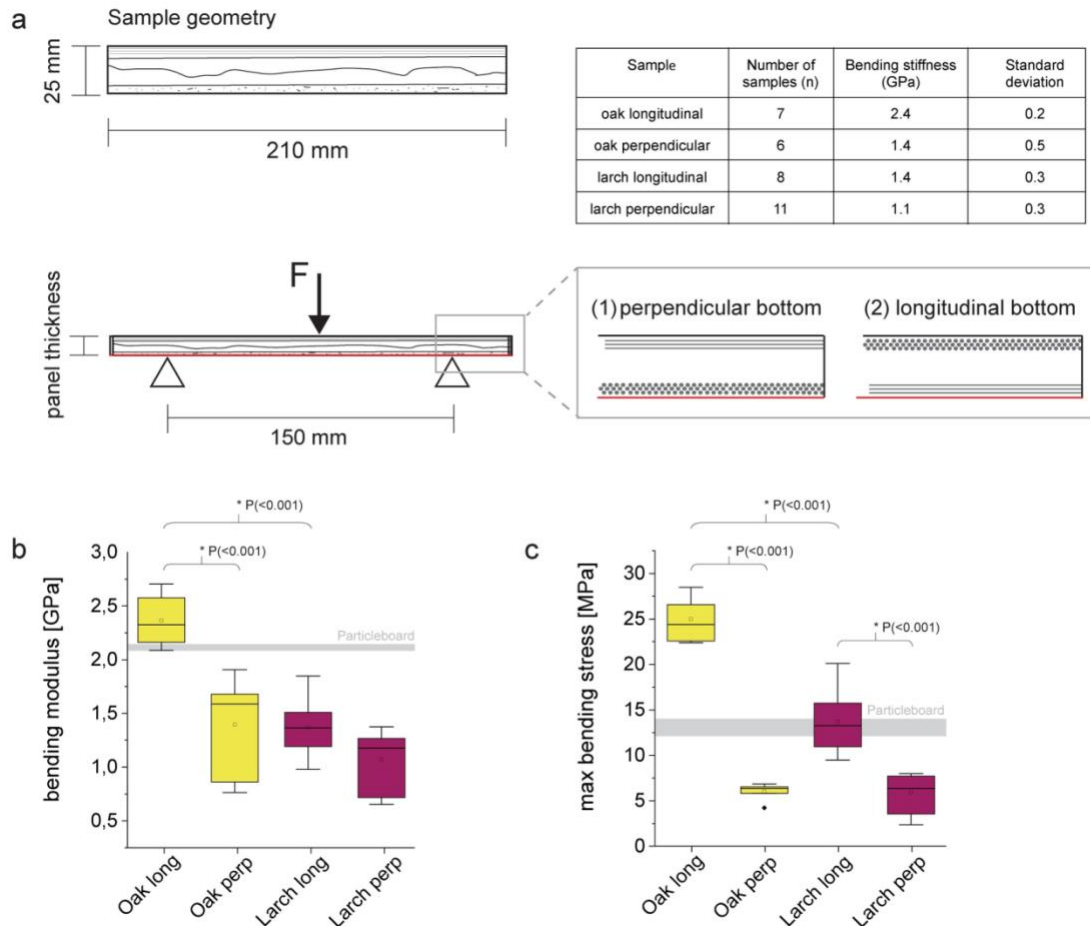 a
Sample geometry
25 mm
210 mm
Sample
Number of samples (n)
Bending stiffness (GPa)
Standard deviation
oak longitudinal 7 2.4 0.2
oak perpendicular 6 1.4 0.5
larch longitudinal 8 1.4 0.3
larch perpendicular 11 1.1 0.3
panel thickness
F
150 mm
(1) perpendicular bottom
(2) longitudinal bottom
b
* P(<0.001)
* P(<0.001)
bending modulus [GPa]
3,0
2,5
2,0
1,5
1,0
0,5
Particleboard
Oak long
Oak perp
Larch long
Larch perp
c
* P(<0.001)
* P(<0.001)
* P(<0.001)
max bending stress [MPa]
30
25
20
15
10
5
0
Particleboard
Oak long
Oak perp
Larch long
Larch perp